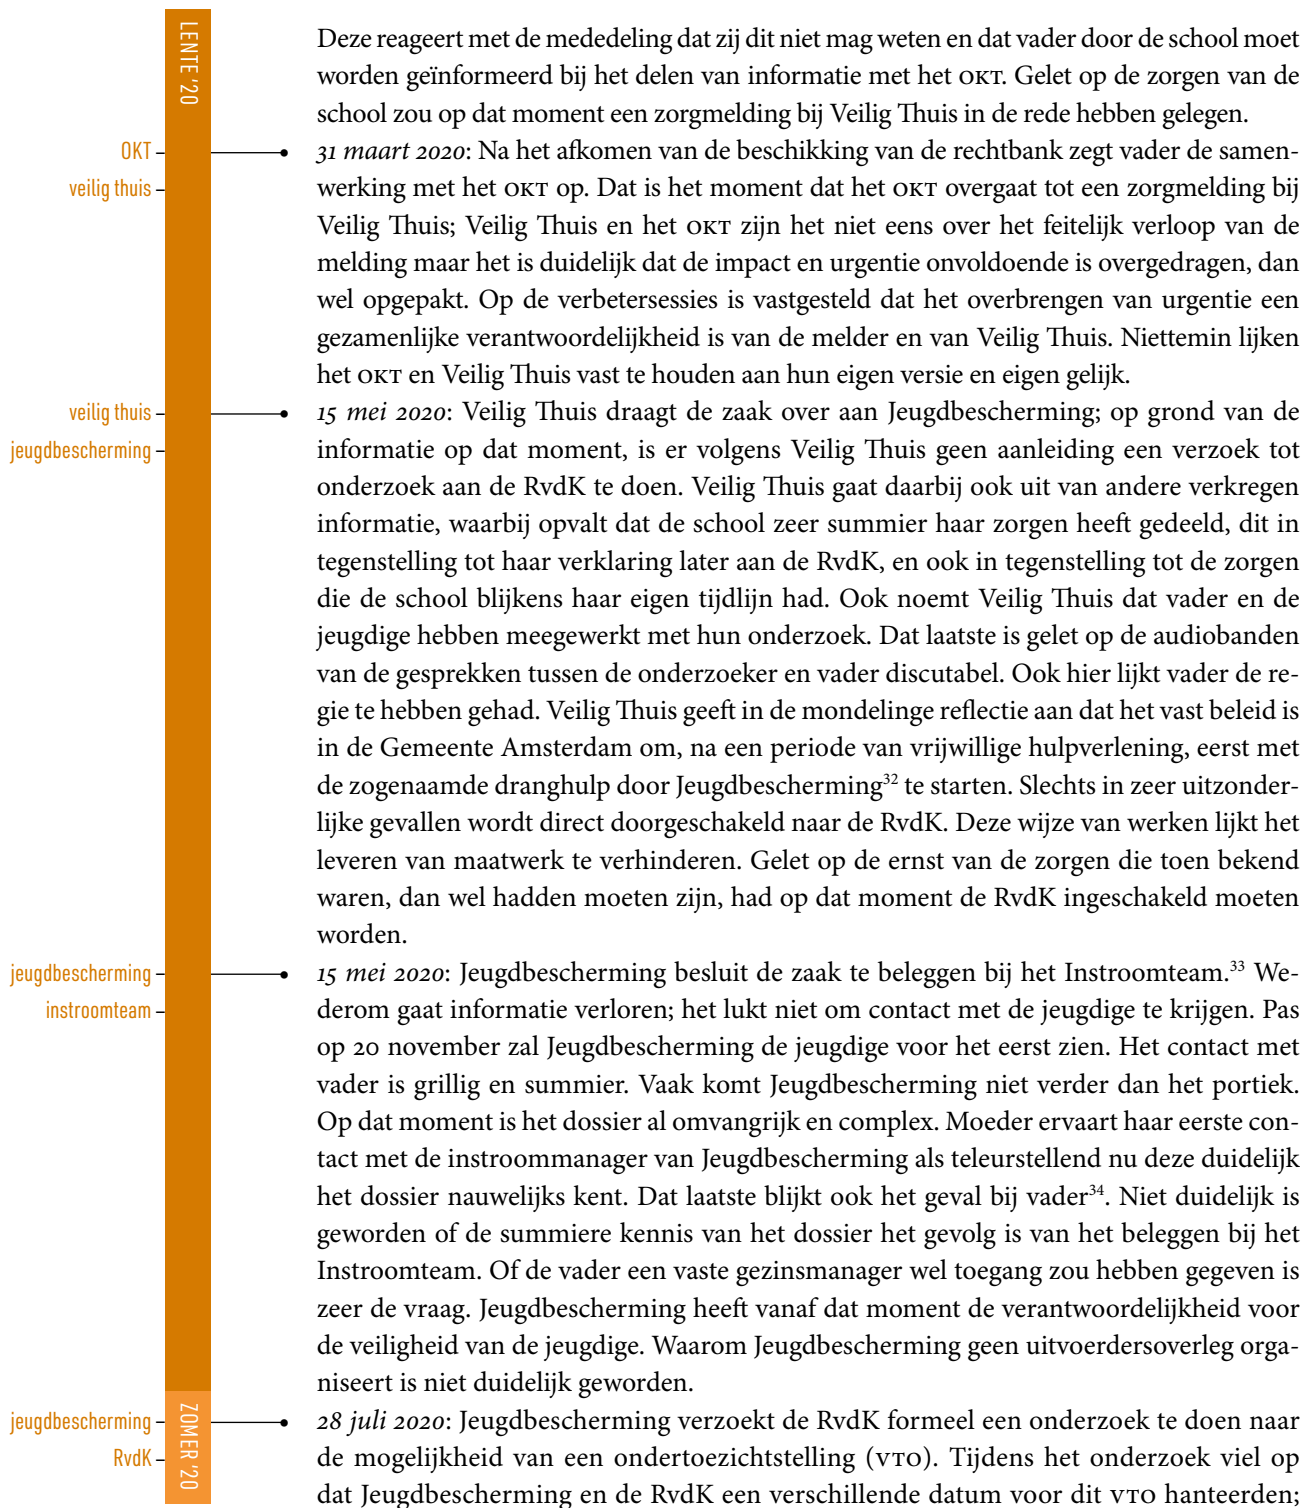 LENTE '20
Deze reageert met de mededeling dat zij dit niet mag weten en dat vader door de school moet
worden geïnformeerd bij het delen van informatie met het OKT. Gelet op de zorgen van de
school zou op dat moment een zorgmelding bij Veilig Thuis in de rede hebben gelegen.
OKT
veilig thuis
31 maart 2020: Na het afkomen van de beschikking van de rechtbank zegt vader de samen-
werking met het OKT op. Dat is het moment dat het OKT overgaat tot een zorgmelding bij
Veilig Thuis; Veilig Thuis en het OKT zijn het niet eens over het feitelijk verloop van de
melding maar het is duidelijk dat de impact en urgentie onvoldoende is overgedragen, dan
wel opgepakt. Op de verbetersessies is vastgesteld dat het overbrengen van urgentie een
gezamenlijke verantwoordelijkheid is van de melder en van Veilig Thuis. Niettemin lijken
het OKT en Veilig Thuis vast te houden aan hun eigen versie en eigen gelijk.
veilig thuis
jeugdbescherming
15 mei 2020: Veilig Thuis draagt de zaak over aan Jeugdbescherming; op grond van de
informatie op dat moment, is er volgens Veilig Thuis geen aanleiding een verzoek tot
onderzoek aan de RvdK te doen. Veilig Thuis gaat daarbij ook uit van andere verkregen
informatie, waarbij opvalt dat de school zeer summier haar zorgen heeft gedeeld, dit in
tegenstelling tot haar verklaring later aan de RvdK, en ook in tegenstelling tot de zorgen
die de school blijkens haar eigen tijdlijn had. Ook noemt Veilig Thuis dat vader en de
jeugdige hebben meegewerkt met hun onderzoek. Dat laatste is gelet op de audiobanden
van de gesprekken tussen de onderzoeker en vader discutabel. Ook hier lijkt vader de re-
gie te hebben gehad. Veilig Thuis geeft in de mondelinge reflectie aan dat het vast beleid is
in de Gemeente Amsterdam om, na een periode van vrijwillige hulpverlening, eerst met
de zogenaamde dranghulp door Jeugdbescherming32 te starten. Slechts in zeer uitzonder-
lijke gevallen wordt direct doorgeschakeld naar de RvdK. Deze wijze van werken lijkt het
leveren van maatwerk te verhinderen. Gelet op de ernst van de zorgen die toen bekend
waren, dan wel hadden moeten zijn, had op dat moment de RvdK ingeschakeld moeten
worden.
jeugdbescherming
instroomteam
15 mei 2020: Jeugdbescherming besluit de zaak te beleggen bij het Instroomteam.33 We-
derom gaat informatie verloren; het lukt niet om contact met de jeugdige te krijgen. Pas
op 20 november zal Jeugdbescherming de jeugdige voor het eerst zien. Het contact met
vader is grillig en summier. Vaak komt Jeugdbescherming niet verder dan het portiek.
Op dat moment is het dossier al omvangrijk en complex. Moeder ervaart haar eerste con-
tact met de instroommanager van Jeugdbescherming als teleurstellend nu deze duidelijk
het dossier nauwelijks kent. Dat laatste blijkt ook het geval bij vader34. Niet duidelijk is
geworden of de summiere kennis van het dossier het gevolg is van het beleggen bij het
Instroomteam. Of de vader een vaste gezinsmanager wel toegang zou hebben gegeven is
zeer de vraag. Jeugdbescherming heeft vanaf dat moment de verantwoordelijkheid voor
de veiligheid van de jeugdige. Waarom Jeugdbescherming geen uitvoerdersoverleg orga-
niseert is niet duidelijk geworden.
ZOMER '20
jeugdbescherming
RvdK
28 juli 2020: Jeugdbescherming verzoekt de RvdK formeel een onderzoek te doen naar
de mogelijkheid van een ondertoezichtstelling (VTO). Tijdens het onderzoek viel op
dat Jeugdbescherming en de RvdK een verschillende datum voor dit VTO hanteerden;